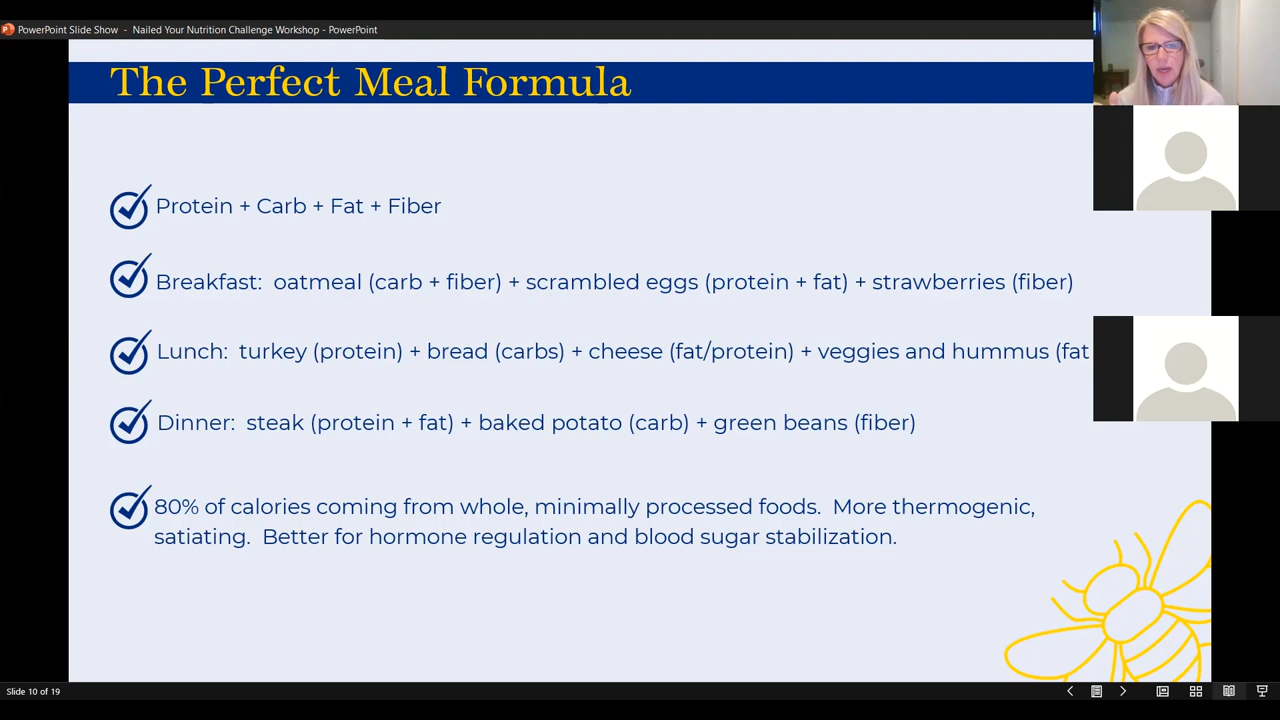 PowerPoint Slide Show - Nailed Your Nutrition Challenge Workshop - PowerPoint
The Perfect Meal Formula
Protein + Carb + Fat + Fiber
Breakfast: oatmeal (carb + fiber) + scrambled eggs (protein + fat) + strawberries (fiber)
Lunch: turkey (protein) + bread (carbs) + cheese (fat/protein) + veggies and hummus (fat
Dinner: steak (protein + fat) + baked potato (carb) + green beans (fiber)
80% of calories coming from whole, minimally processed foods. More thermogenic,
satiating. Better for hormone regulation and blood sugar stabilization.
Slide 10 of 19